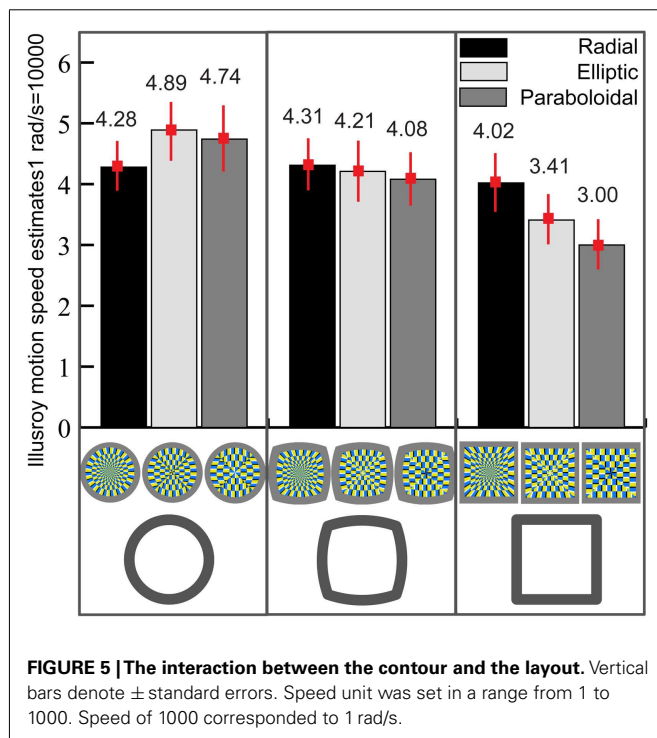 Illusroy motion speed estimates1 rad/s=10000
6
5
4
3
2
1
0
Radial
Elliptic
Paraboloidal
4.28
4.89
4.74
4.31
4.21
4.08
4.02
3.41
3.00
FIGURE 5 | The interaction between the contour and the layout. Vertical
bars denote ± standard errors. Speed unit was set in a range from 1 to
1000. Speed of 1000 corresponded to 1 rad/s.